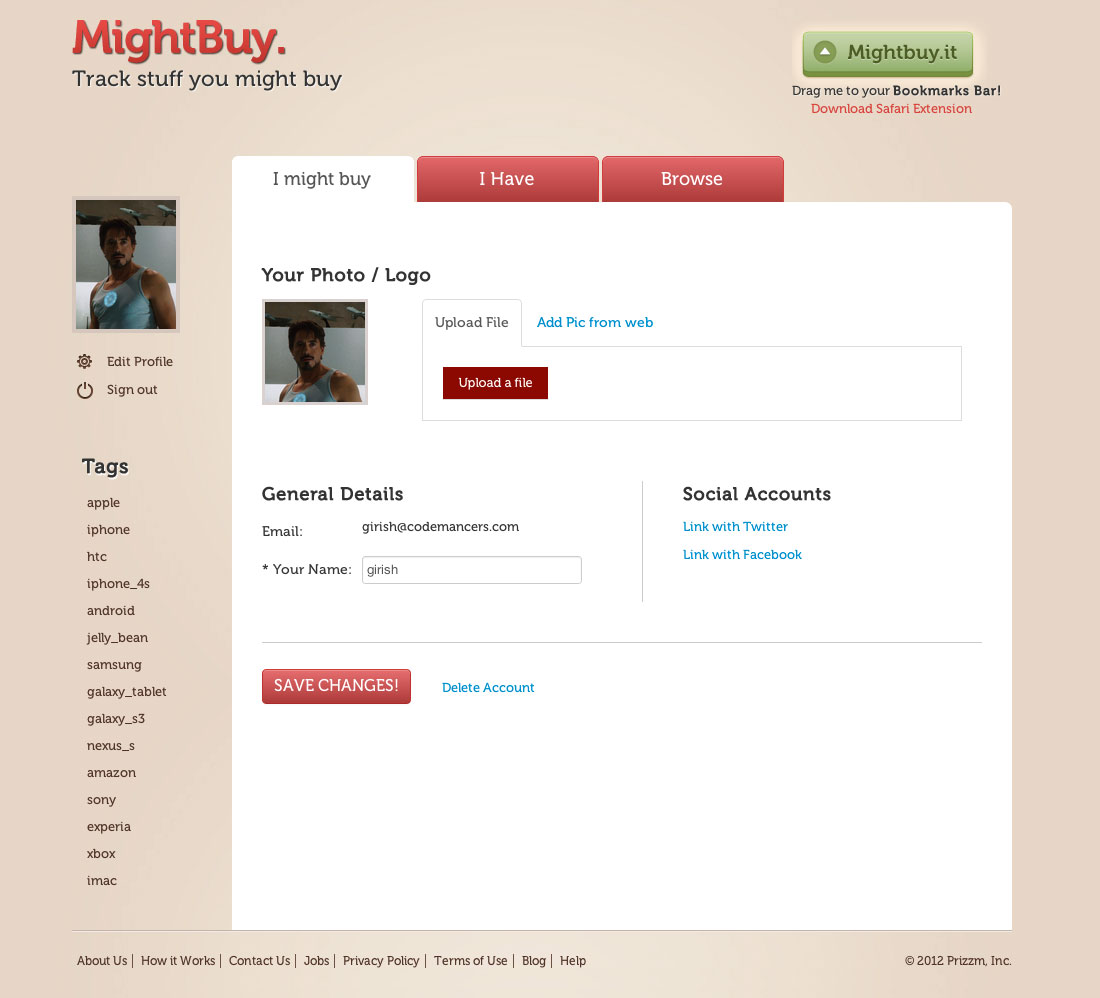 MightBuy.
Track stuff you might buy
Mightbuy.it
Drag me to your Bookmarks Bar!
Download Safari Extension
I might buy
I Have
Browse
Edit Profile
Sign out
Tags
apple
iphone
htc
iphone_4s
android
jelly_bean
samsung
galaxy_tablet
galaxy_s3
nexus_s
amazon
sony
experia
xbox
imac
Your Photo / Logo
Upload File
Add Pic from web
Upload a file
General Details
Email: girish@codemancers.com
* Your Name: girish
Social Accounts
Link with Twitter
Link with Facebook
SAVE CHANGES!
Delete Account
About Us | How it Works | Contact Us | Jobs | Privacy Policy | Terms of Use | Blog | Help
© 2012 Prizzm, Inc.